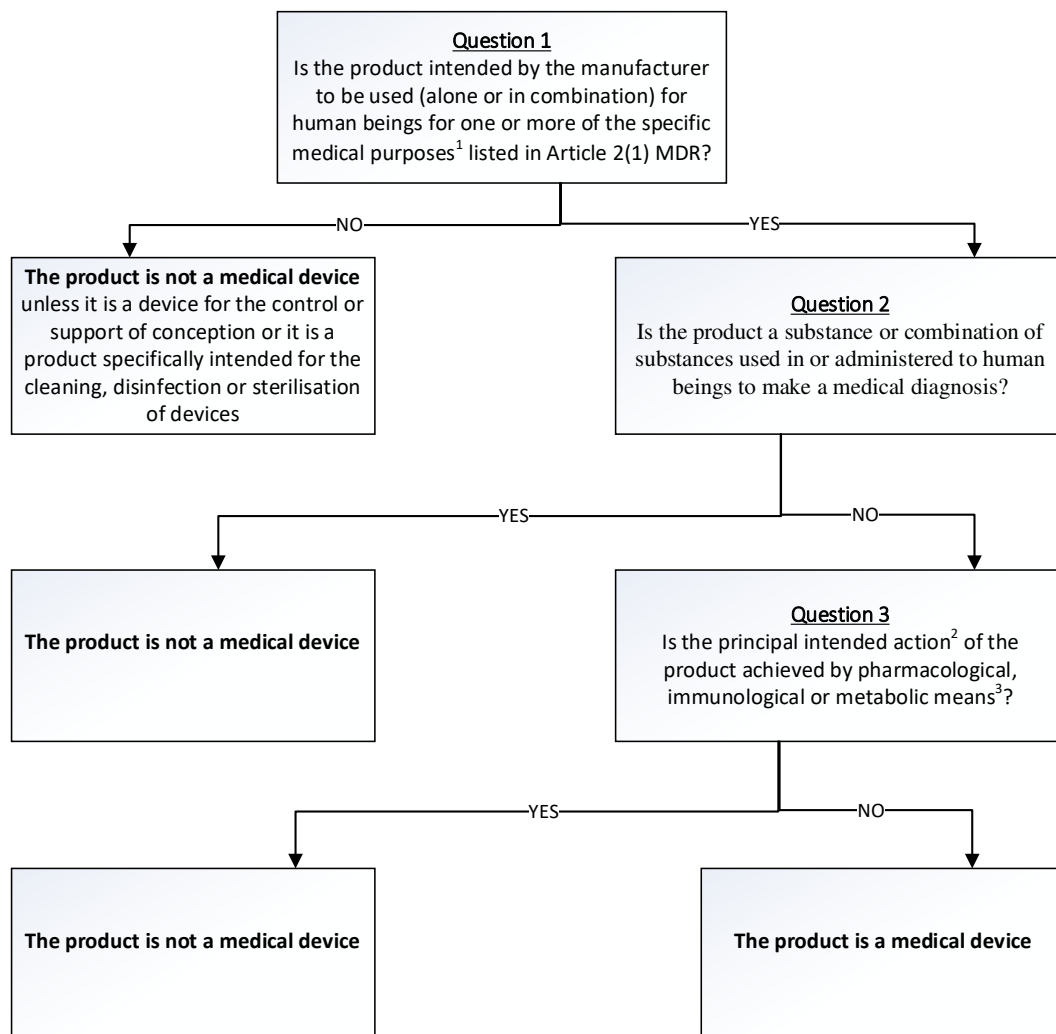 Question 1
Is the product intended by the manufacturer
to be used (alone or in combination) for
human beings for one or more of the specific
medical purposes¹ listed in Article 2(1) MDR?
NO
YES
The product is not a medical device
unless it is a device for the control or
support of conception or it is a
product specifically intended for the
cleaning, disinfection or sterilisation
of devices
Question 2
Is the product a substance or combination of
substances used in or administered to human
beings to make a medical diagnosis?
YES
NO
The product is not a medical device
Question 3
Is the principal intended action² of the
product achieved by pharmacological,
immunological or metabolic means³?
YES
NO
The product is not a medical device
The product is a medical device